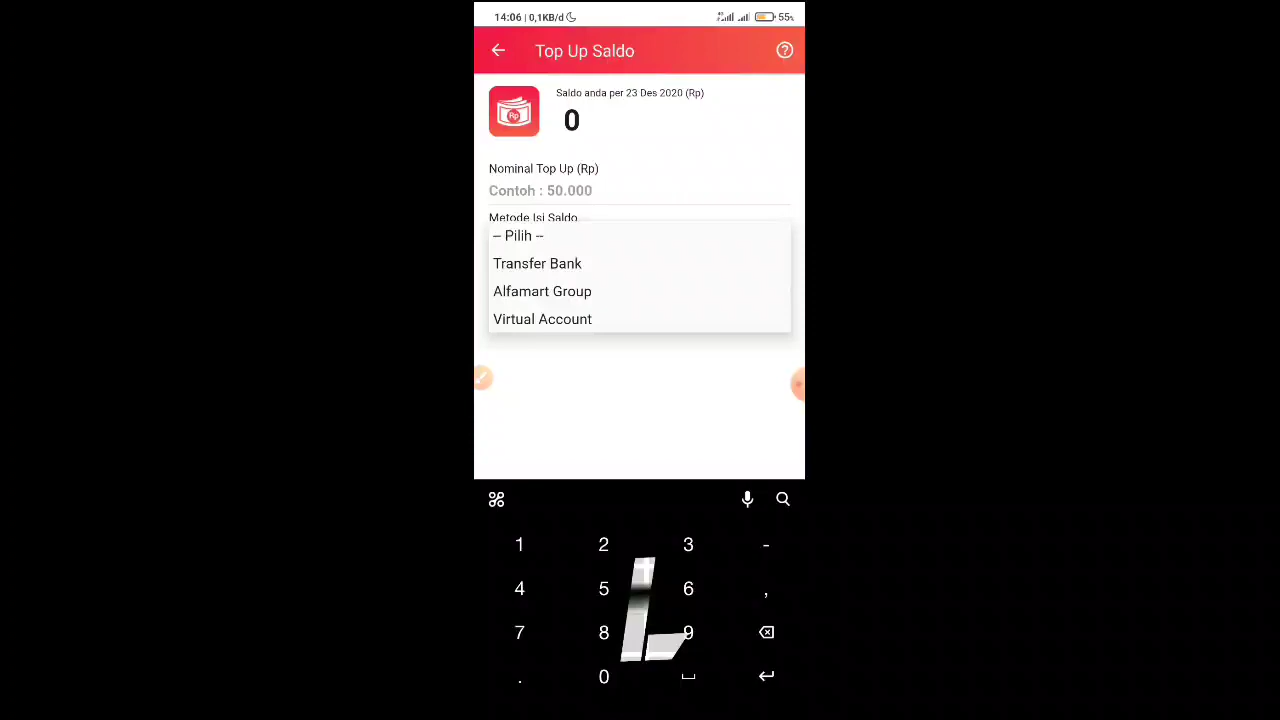 14:06 | 0,1KB/d
55%
Top Up Saldo
Saldo anda per 23 Des 2020 (Rp)
Rp
0
Nominal Top Up (Rp)
Contoh : 50.000
Metode Isi Saldo
-- Pilih --
Transfer Bank
Alfamart Group
Virtual Account
1 2 3 -
4 5 6 ,
7 8 9
. 0